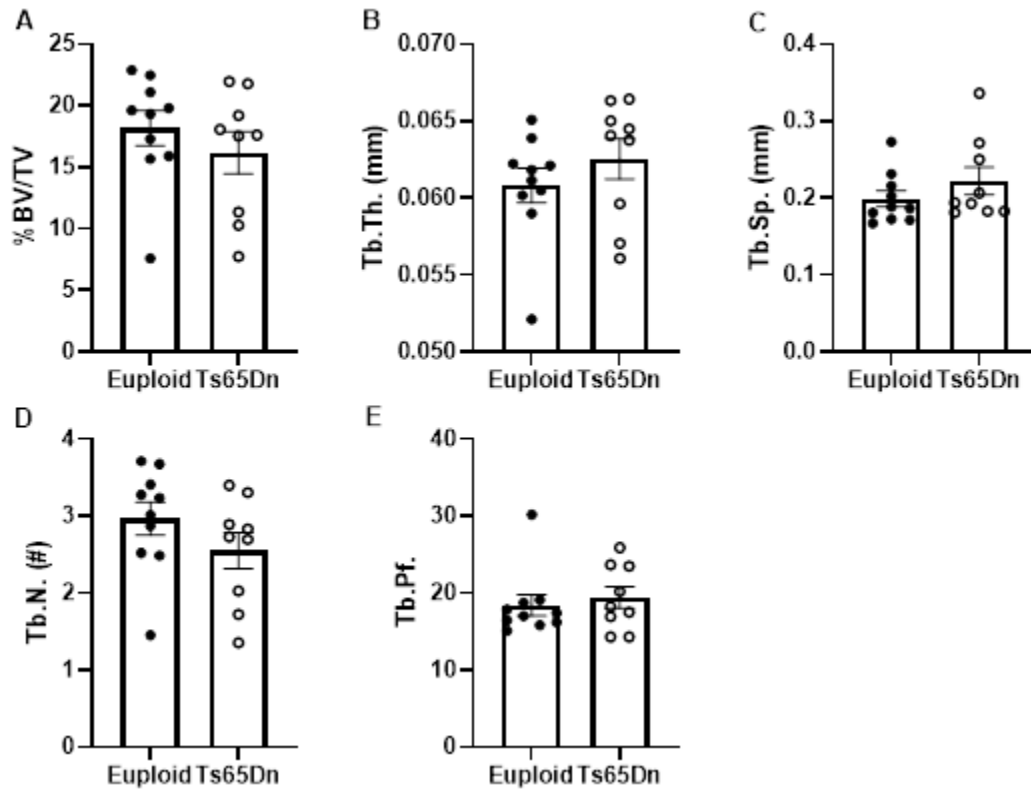 A
25
20
15
10
5
0
% BV/TV
Euploid Ts65Dn
B
0.070
0.065
0.060
0.055
0.050
Tb.Th. (mm)
Euploid Ts65Dn
C
0.4
0.3
0.2
0.1
0.0
Tb.Sp. (mm)
Euploid Ts65Dn
D
4
3
2
1
0
Tb.N. (#)
Euploid Ts65Dn
E
40
30
20
10
0
Tb.Pf.
Euploid Ts65Dn